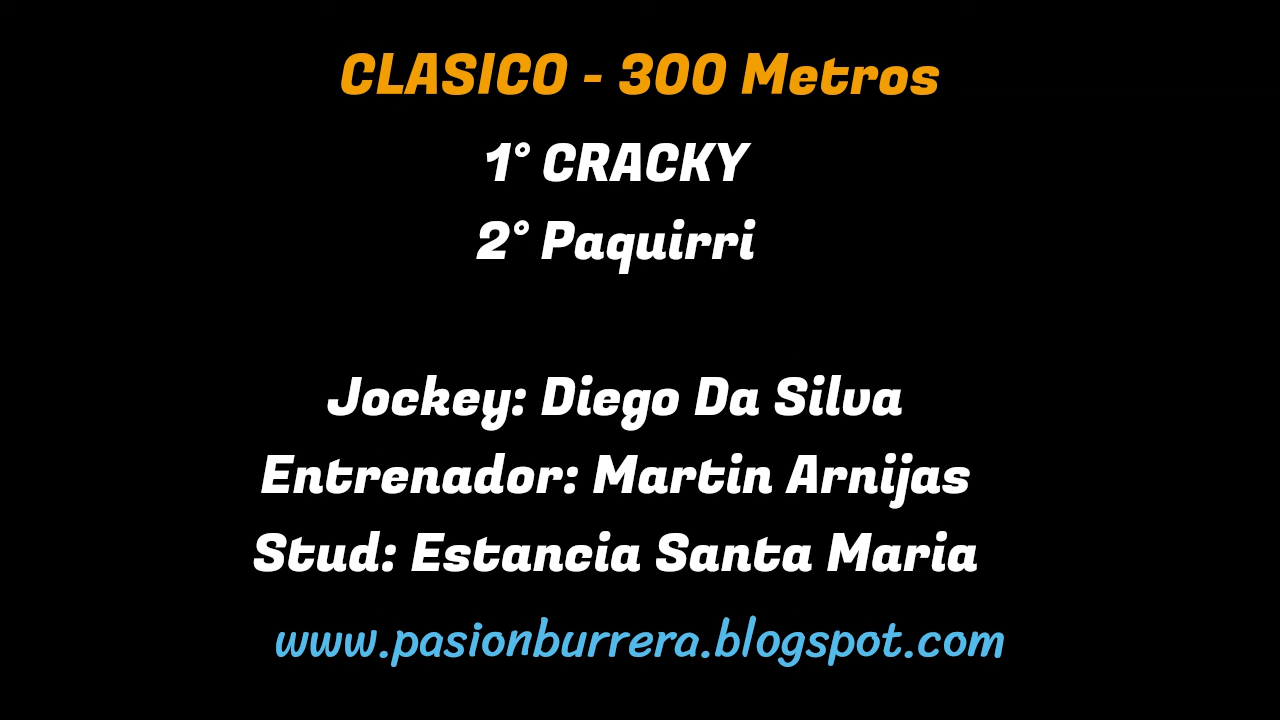 CLASICO - 300 Metros
1° CRACKY
2° Paquirri
Jockey: Diego Da Silva
Entrenador: Martin Arnijas
Stud: Estancia Santa Maria
www.pasionburrera.blogspot.com